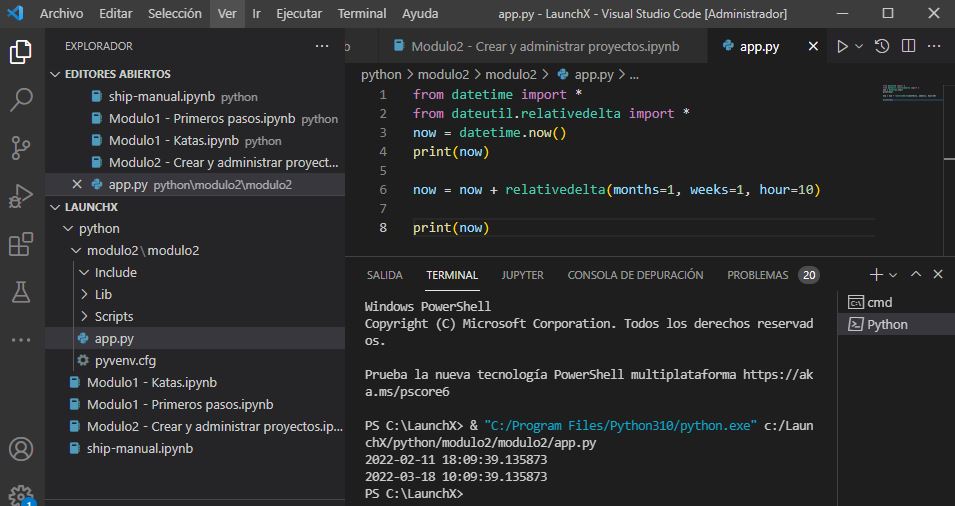 Archivo Editar Selección Ver Ir Ejecutar Terminal Ayuda app.py - LaunchX - Visual Studio Code [Administrador]
EXPLORADOR
EDITORES ABIERTOS
ship-manual.ipynb python
Modulo1 - Primeros pasos.ipynb python
Modulo1 - Katas.ipynb python
Modulo2 - Crear y administrar proyect...
app.py python\modulo2\modulo2
LAUNCHX
python
modulo2 \ modulo2
Include
Lib
Scripts
app.py
pyvenv.cfg
Modulo1 - Katas.ipynb
Modulo1 - Primeros pasos.ipynb
Modulo2 - Crear y administrar proyectos.ip...
ship-manual.ipynb
1
b Modulo2 - Crear y administrar proyectos.ipynb app.py
python > modulo2 > modulo2 > app.py > ...
1 from datetime import *
2 from dateutil.relativedelta import *
3 now = datetime.now()
4 print(now)
5
6 now = now + relativedelta(months=1, weeks=1, hour=10)
7
8 print(now)
SALIDA TERMINAL JUPYTER CONSOLA DE DEPURACIÓN PROBLEMAS 20
Windows PowerShell
Copyright (C) Microsoft Corporation. Todos los derechos reservad
os.
Prueba la nueva tecnología PowerShell multiplataforma https://ak
a.ms/pscore6
PS C:\LaunchX> & "C:/Program Files/Python310/python.exe" c:/Laun
chX/python/modulo2/modulo2/app.py
2022-02-11 18:09:39.135873
2022-03-18 10:09:39.135873
PS C:\LaunchX>
cmd
Python